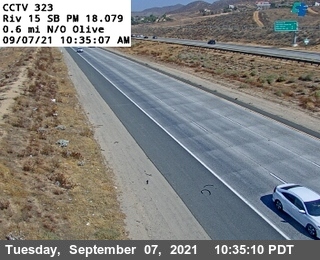 CCTV 323
Riv 15 SB PM 18.079
0.6 mi N/O Olive
09/07/21 10:35:07 AM
Tuesday, September 07, 2021 10:35:10 PDT